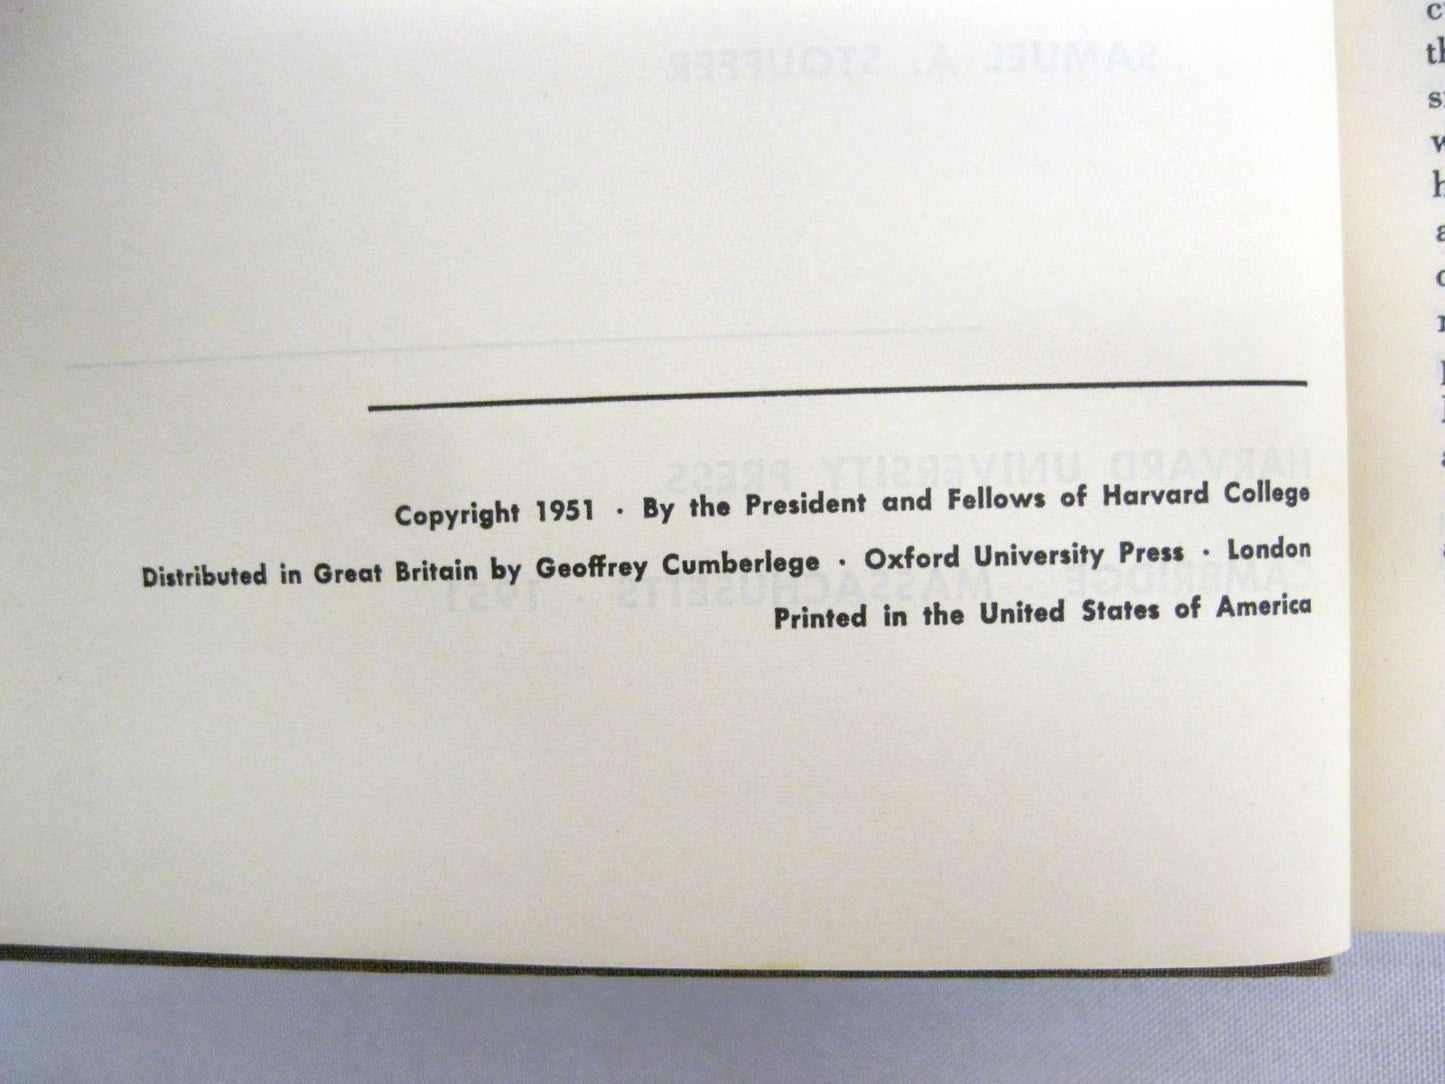 SAMUEL A. STOUFFER
HARVARD UNIVERSITY PRESS
Copyright 1951 · By the President and Fellows of Harvard College
Distributed in Great Britain by Geoffrey Cumberlege · Oxford University Press · London
CAMBRIDGE · MASSACHUSETTS · 1951
Printed in the United States of America